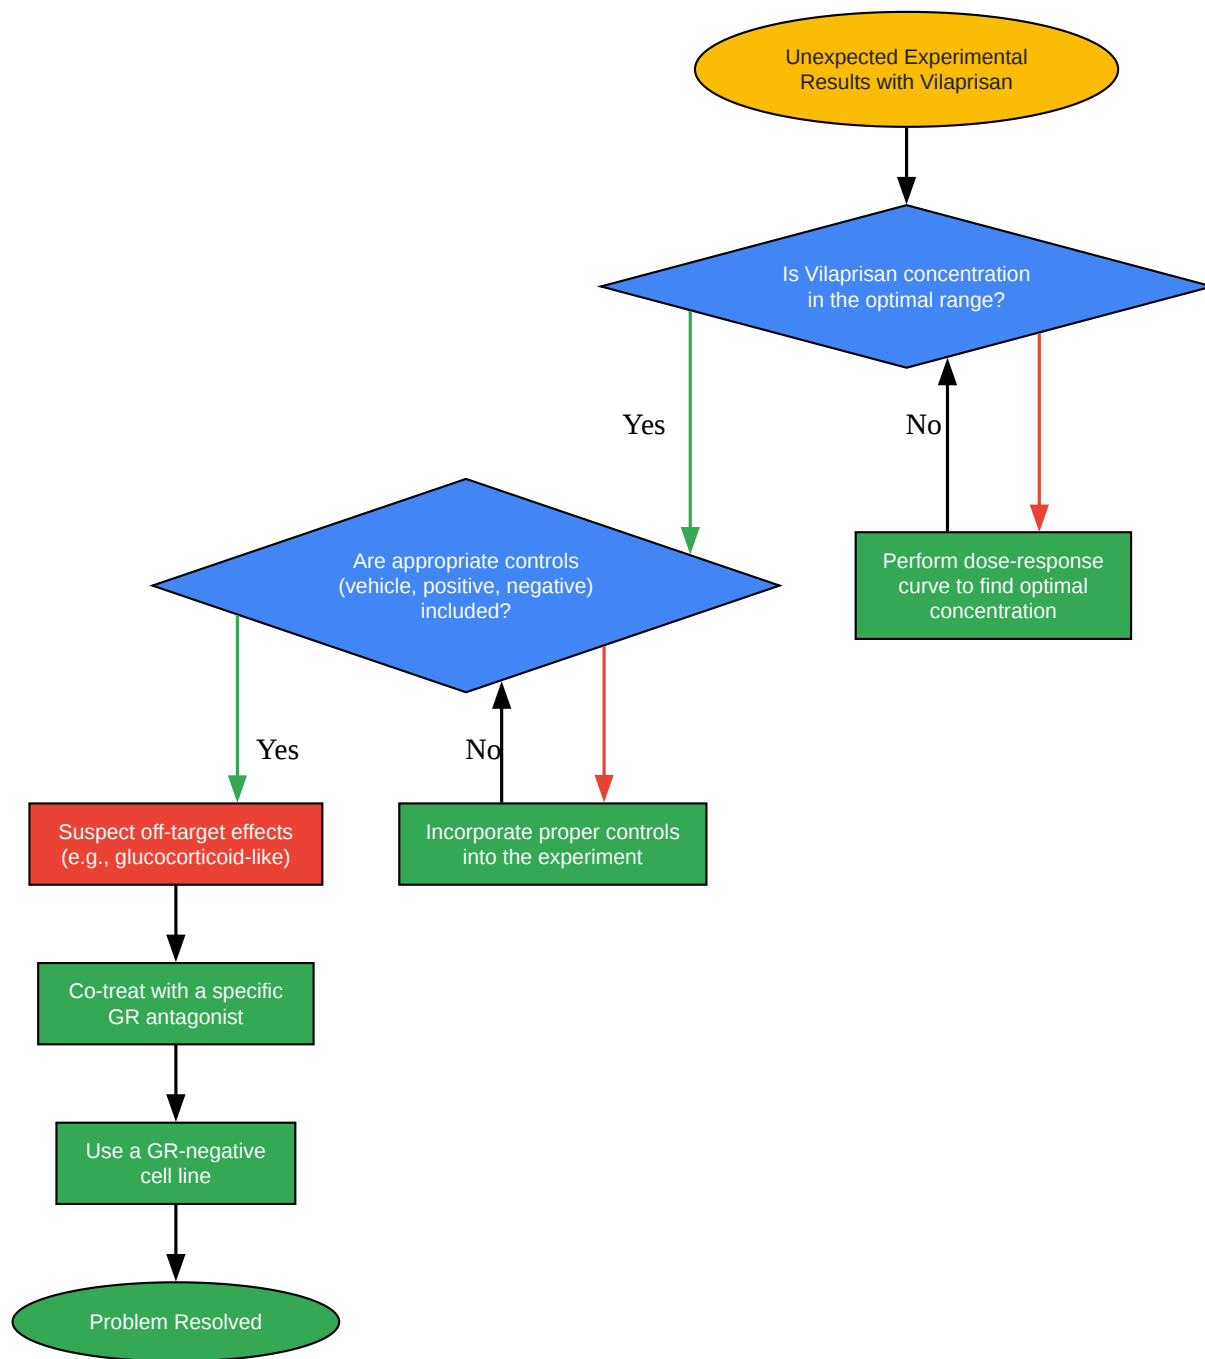 Unexpected Experimental
Results with Vilaprisan
Is Vilaprisan concentration
in the optimal range?
Yes
No
Are appropriate controls
(vehicle, positive, negative)
included?
Perform dose-response
curve to find optimal
concentration
Yes
No
Suspect off-target effects
(e.g., glucocorticoid-like)
Incorporate proper controls
into the experiment
Co-treat with a specific
GR antagonist
Use a GR-negative
cell line
Problem Resolved